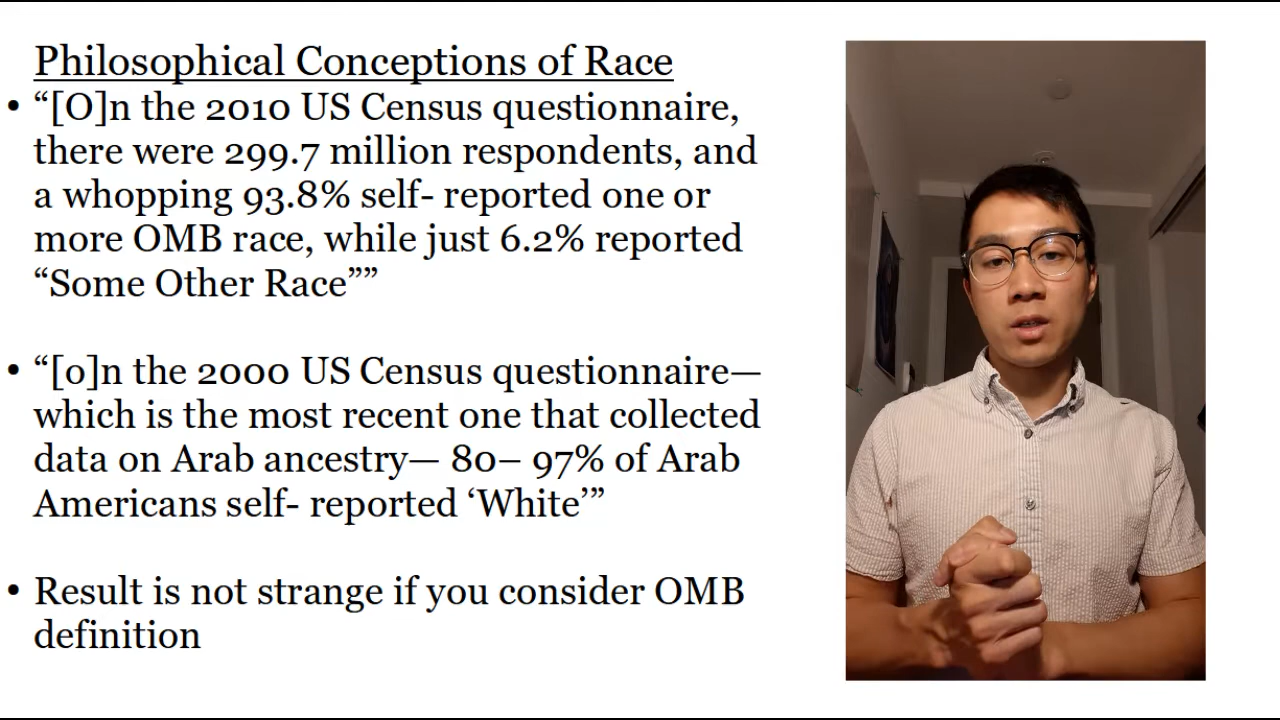 Philosophical Conceptions of Race
• “[O]n the 2010 US Census questionnaire,
there were 299.7 million respondents, and
a whopping 93.8% self- reported one or
more OMB race, while just 6.2% reported
“Some Other Race””
• “[o]n the 2000 US Census questionnaire—
which is the most recent one that collected
data on Arab ancestry— 80– 97% of Arab
Americans self- reported ‘White’”
• Result is not strange if you consider OMB
definition